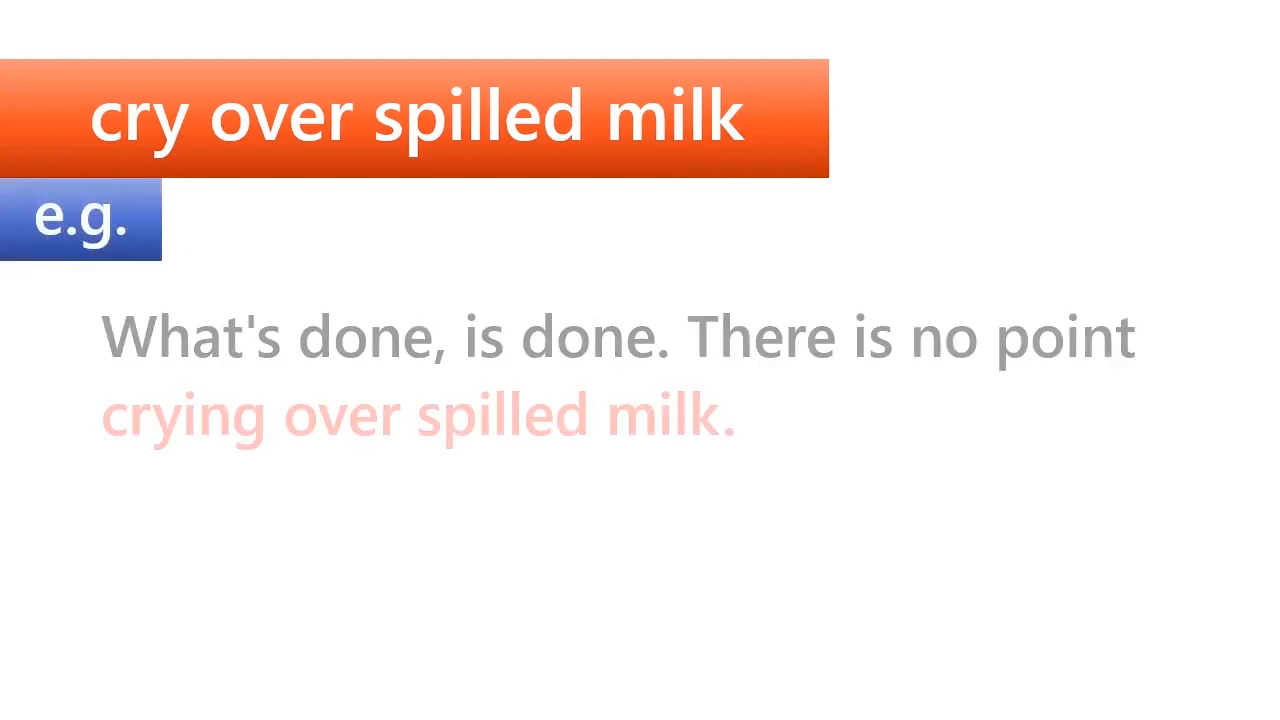 cry over spilled milk
e.g.
What's done, is done. There is no point
crying over spilled milk.